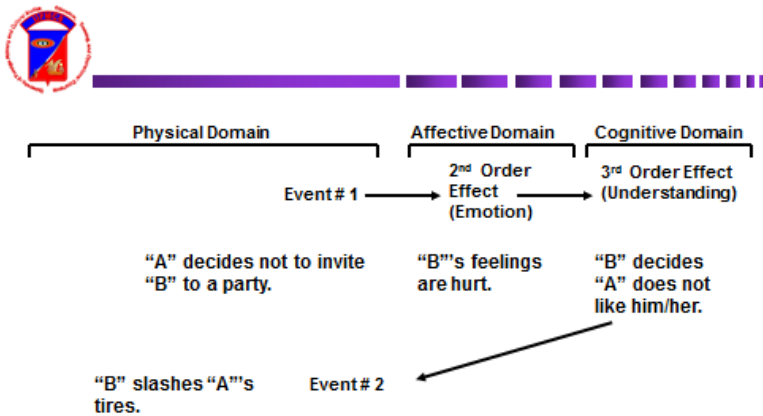 Physical Domain
Affective Domain
Cognitive Domain
Event # 1
2nd Order
Effect
(Emotion)
3rd Order Effect
(Understanding)
“A” decides not to invite
“B” to a party.
“B”’s feelings
are hurt.
“B” decides
“A” does not
like him/her.
“B” slashes “A”’s
tires.
Event # 2